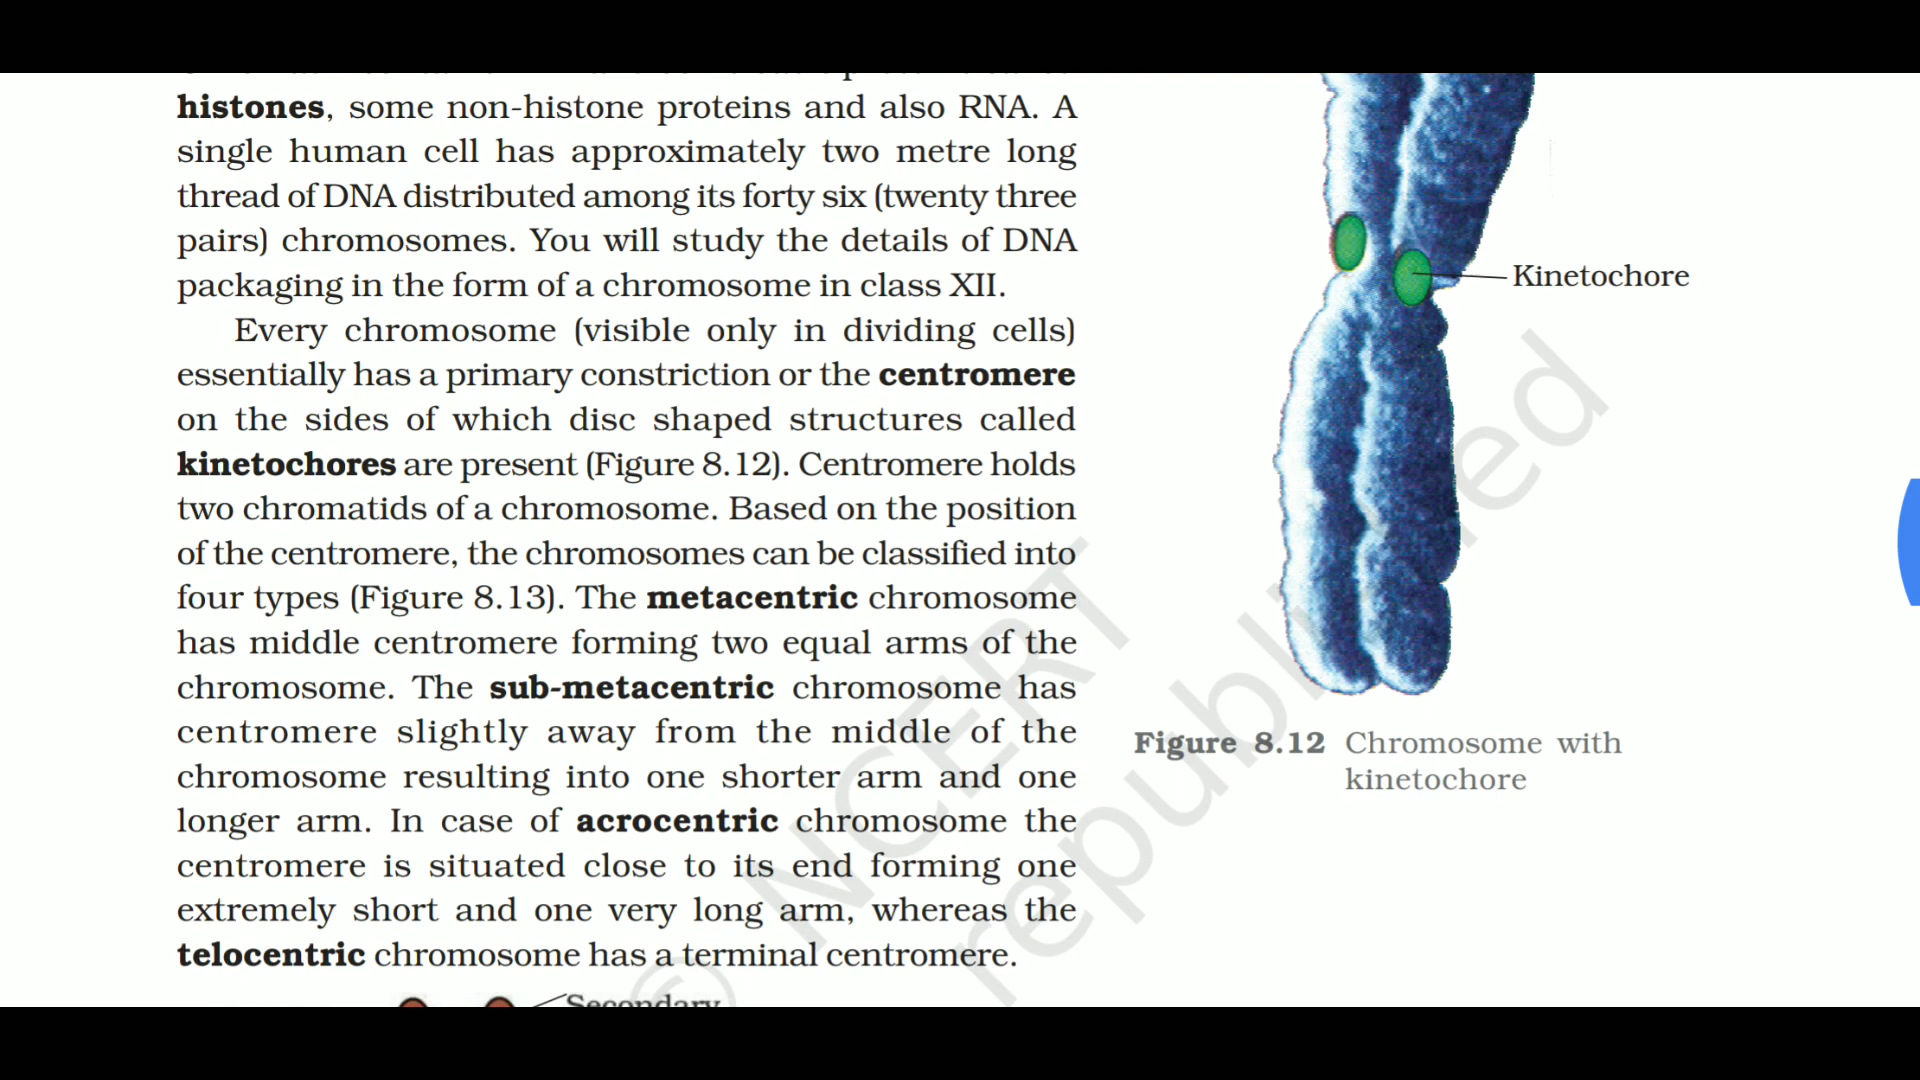 histones, some non-histone proteins and also RNA. A
single human cell has approximately two metre long
thread of DNA distributed among its forty six (twenty three
pairs) chromosomes. You will study the details of DNA
packaging in the form of a chromosome in class XII.
Every chromosome (visible only in dividing cells)
essentially has a primary constriction or the centromere
on the sides of which disc shaped structures called
kinetochores are present (Figure 8.12). Centromere holds
two chromatids of a chromosome. Based on the position
of the centromere, the chromosomes can be classified into
four types (Figure 8.13). The metacentric chromosome
has middle centromere forming two equal arms of the
chromosome. The sub-metacentric chromosome has
centromere slightly away from the middle of the
chromosome resulting into one shorter arm and one
longer arm. In case of acrocentric chromosome the
centromere is situated close to its end forming one
extremely short and one very long arm, whereas the
telocentric chromosome has a terminal centromere.
Secondary
Kinetochore
Figure 8.12 Chromosome with
kinetochore
© NCERT
republished